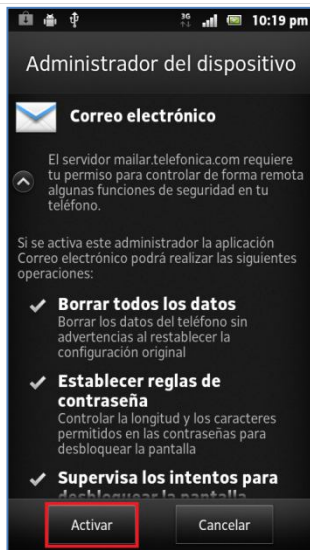 3G
10:19 pm
Administrador del dispositivo
Correo electrónico
El servidor mailar.telefonica.com requiere
tu permiso para controlar de forma remota
algunas funciones de seguridad en tu
teléfono.
Si se activa este administrador la aplicación
Correo electrónico podrá realizar las siguientes
operaciones:
Borrar todos los datos
Borrar los datos del teléfono sin
advertencias al restablecer la
configuración original
Establecer reglas de
contraseña
Controlar la longitud y los caracteres
permitidos en las contraseñas para
desbloquear la pantalla
Supervisa los intentos para
desbloquear la pantalla
Activar
Cancelar